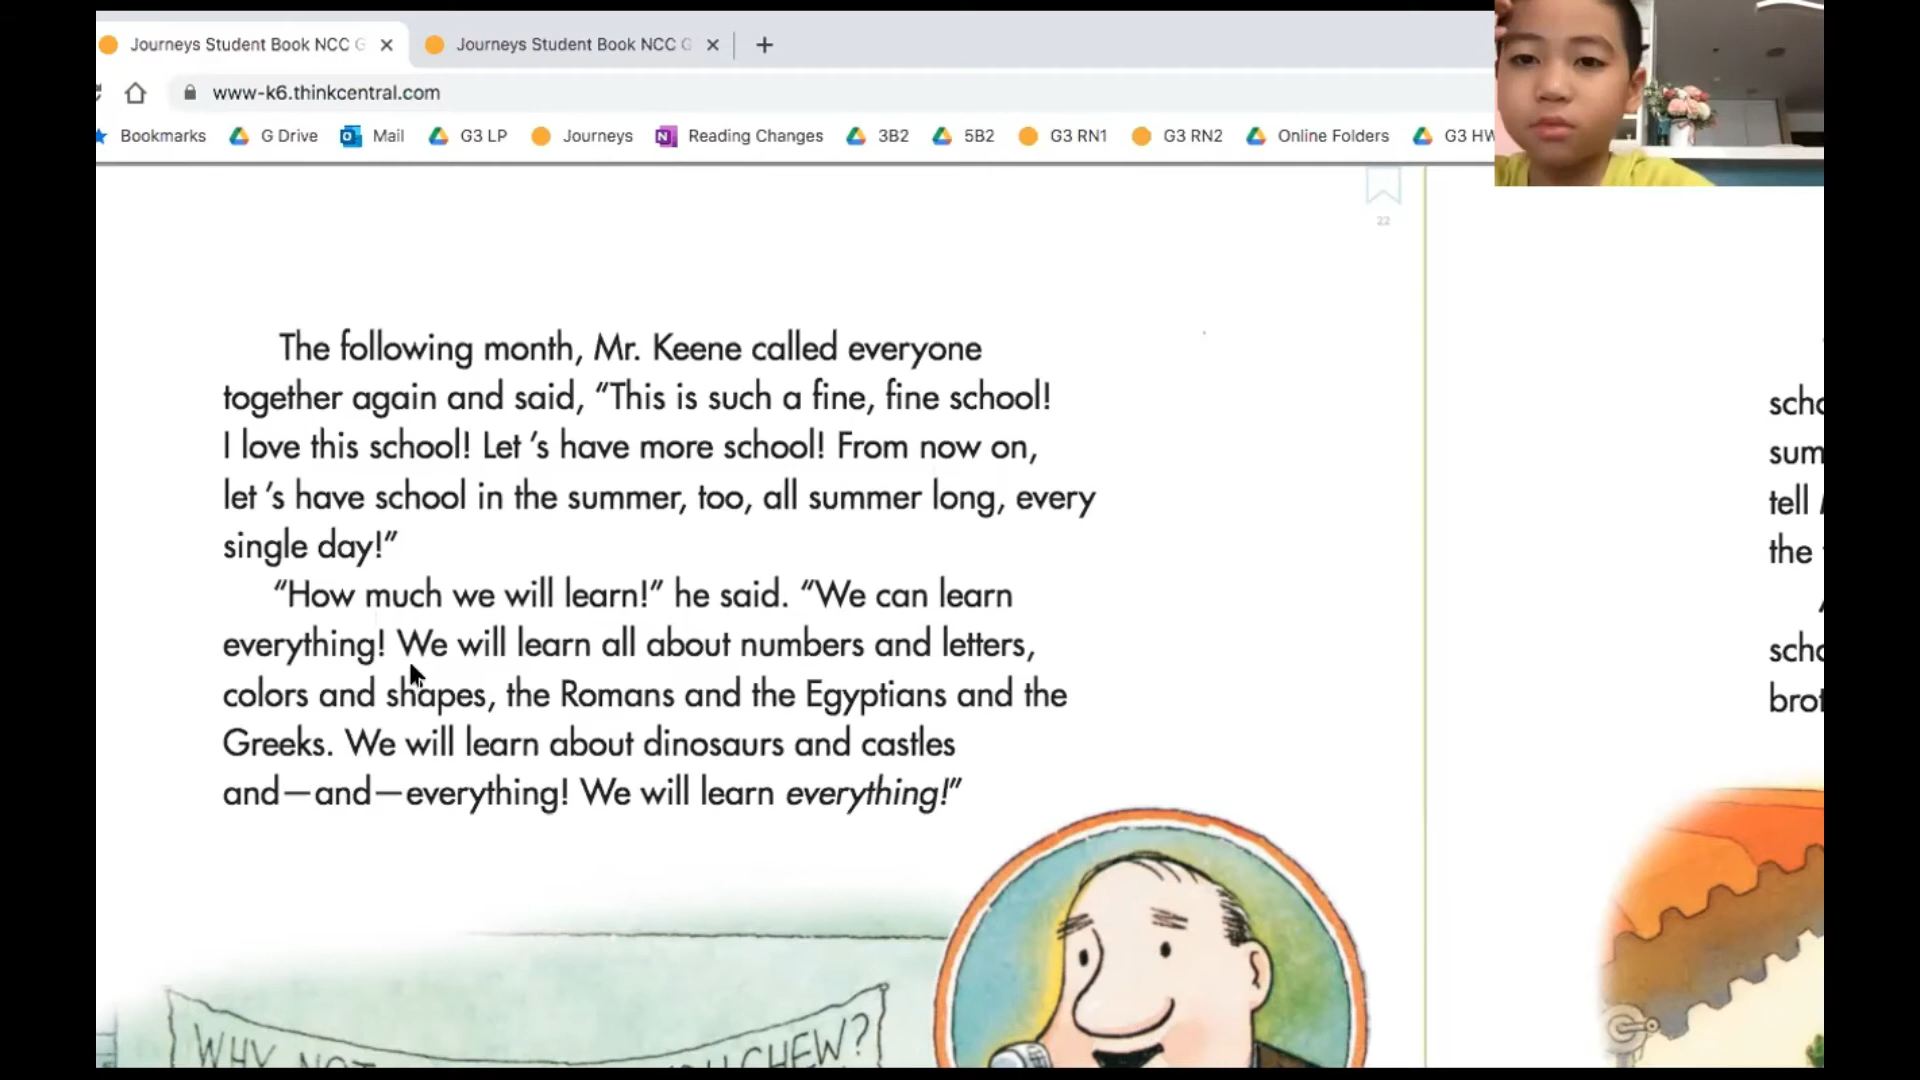 Journeys Student Book NCC G
Journeys Student Book NCC G
www-k6.thinkcentral.com
Bookmarks G Drive Mail G3 LP Journeys Reading Changes 3B2 5B2 G3 RN1 G3 RN2 Online Folders G3 HW
22
The following month, Mr. Keene called everyone
together again and said, “This is such a fine, fine school!
I love this school! Let ’s have more school! From now on,
let ’s have school in the summer, too, all summer long, every
single day!”
“How much we will learn!” he said. “We can learn
everything! We will learn all about numbers and letters,
colors and shapes, the Romans and the Egyptians and the
Greeks. We will learn about dinosaurs and castles
and—and—everything! We will learn everything!”
WHY NOT CHEW?
tell
the